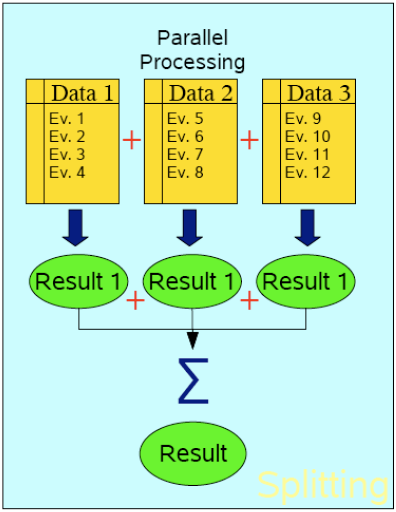 Parallel
Processing
Data 1
Ev. 1
Ev. 2
Ev. 3
Ev. 4
+
Data 2
Ev. 5
Ev. 6
Ev. 7
Ev. 8
+
Data 3
Ev. 9
Ev. 10
Ev. 11
Ev. 12
Result 1
+
Result 1
+
Result 1
Σ
Result
Splitting